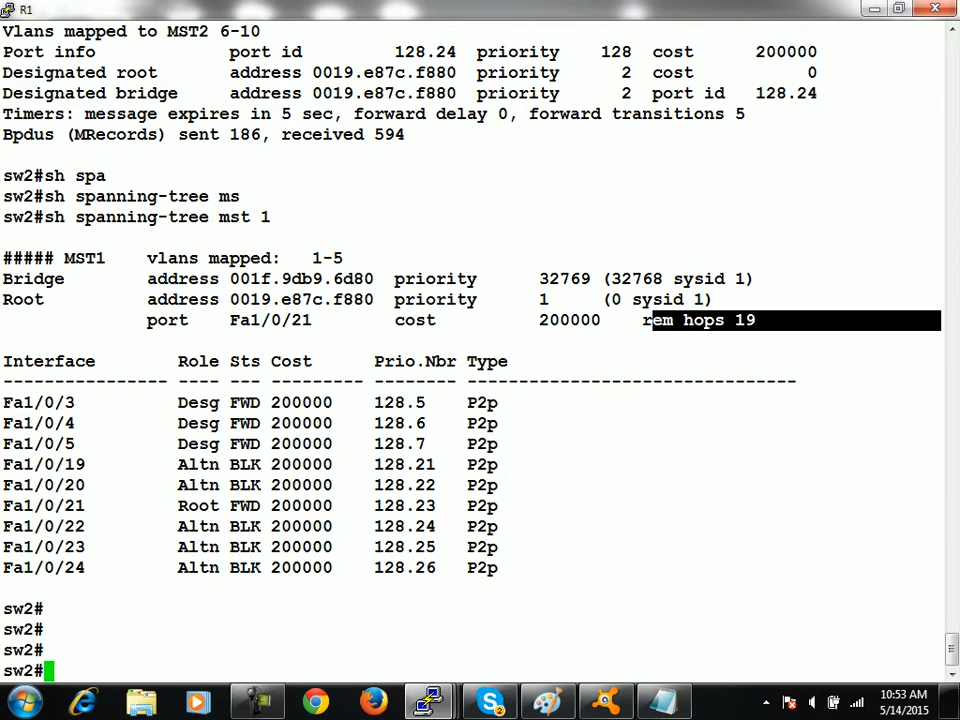 R1
Vlans mapped to MST2 6-10
Port info             port id         128.24  priority    128  cost      200000
Designated root       address 0019.e87c.f880  priority      2  cost           0
Designated bridge     address 0019.e87c.f880  priority      2  port id   128.24
Timers: message expires in 5 sec, forward delay 0, forward transitions 5
Bpdus (MRecords) sent 186, received 594
sw2#sh spa
sw2#sh spanning-tree ms
sw2#sh spanning-tree mst 1
##### MST1    vlans mapped:   1-5
Bridge        address 001f.9db9.6d80  priority      32769 (32768 sysid 1)
Root          address 0019.e87c.f880  priority      1     (0 sysid 1)
              port    Fa1/0/21        cost          200000    rem hops 19
Interface        Role Sts Cost      Prio.Nbr Type
---------------- ---- --- --------- -------- --------------------------------
Fa1/0/3          Desg FWD 200000    128.5    P2p
Fa1/0/4          Desg FWD 200000    128.6    P2p
Fa1/0/5          Desg FWD 200000    128.7    P2p
Fa1/0/19         Altn BLK 200000    128.21   P2p
Fa1/0/20         Altn BLK 200000    128.22   P2p
Fa1/0/21         Root FWD 200000    128.23   P2p
Fa1/0/22         Altn BLK 200000    128.24   P2p
Fa1/0/23         Altn BLK 200000    128.25   P2p
Fa1/0/24         Altn BLK 200000    128.26   P2p
sw2#
sw2#
sw2#
sw2#
2
10:53 AM
5/14/2015